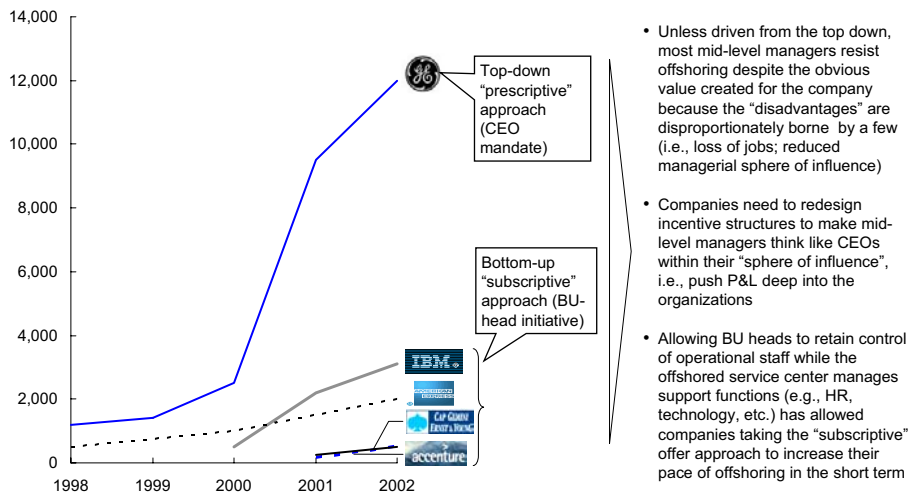 14,000
12,000
10,000
8,000
6,000
4,000
2,000
0
1998
1999
2000
2001
2002
GE
Top-down
“prescriptive”
approach
(CEO
mandate)
Bottom-up
“subscriptive”
approach (BU-
head initiative)
IBM
AMERICAN
EXPRESS
CAP GEMINI
ERNST & YOUNG
accenture
• Unless driven from the top down,
most mid-level managers resist
offshoring despite the obvious
value created for the company
because the “disadvantages” are
disproportionately borne by a few
(i.e., loss of jobs; reduced
managerial sphere of influence)
• Companies need to redesign
incentive structures to make mid-
level managers think like CEOs
within their “sphere of influence”,
i.e., push P&L deep into the
organizations
• Allowing BU heads to retain control
of operational staff while the
offshored service center manages
support functions (e.g., HR,
technology, etc.) has allowed
companies taking the “subscriptive”
offer approach to increase their
pace of offshoring in the short term